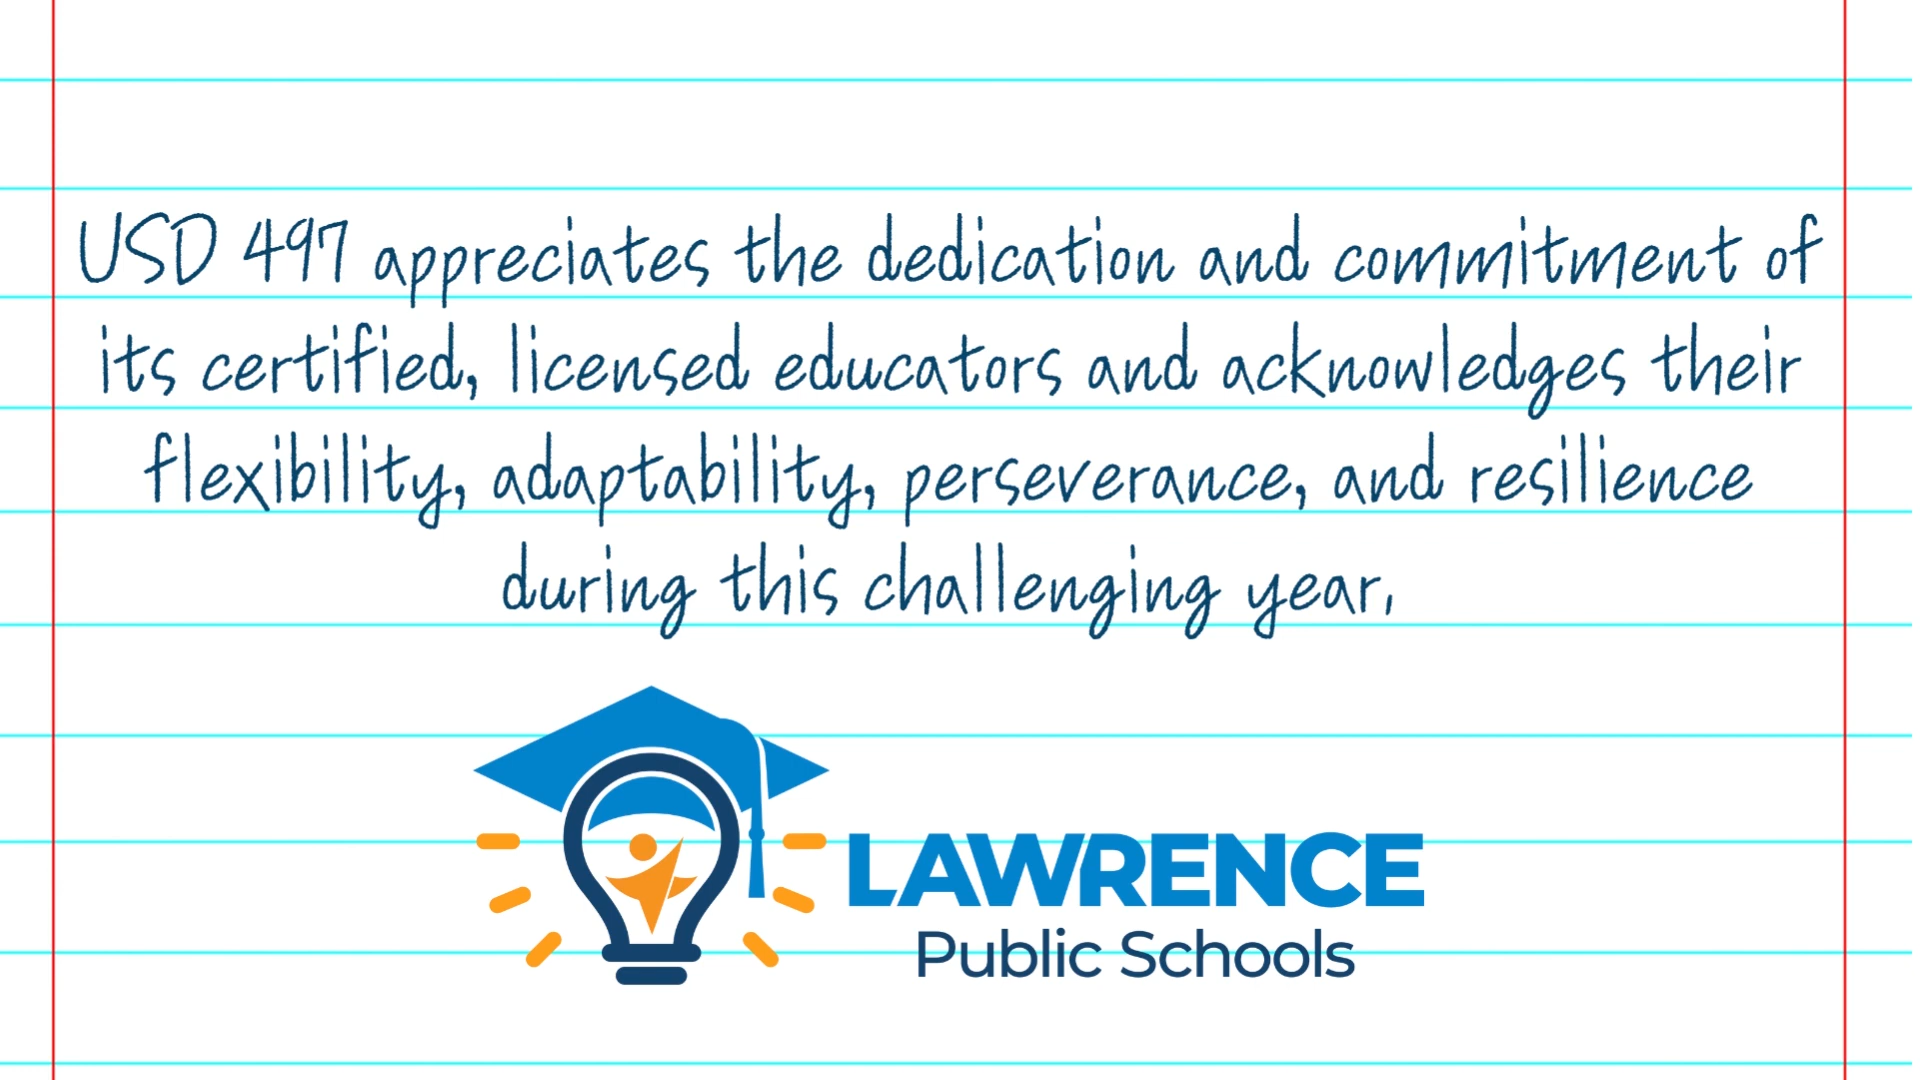 USD 497 appreciates the dedication and commitment of
its certified, licensed educators and acknowledges their
flexibility, adaptability, perseverance, and resilience
during this challenging year,
LAWRENCE
Public Schools